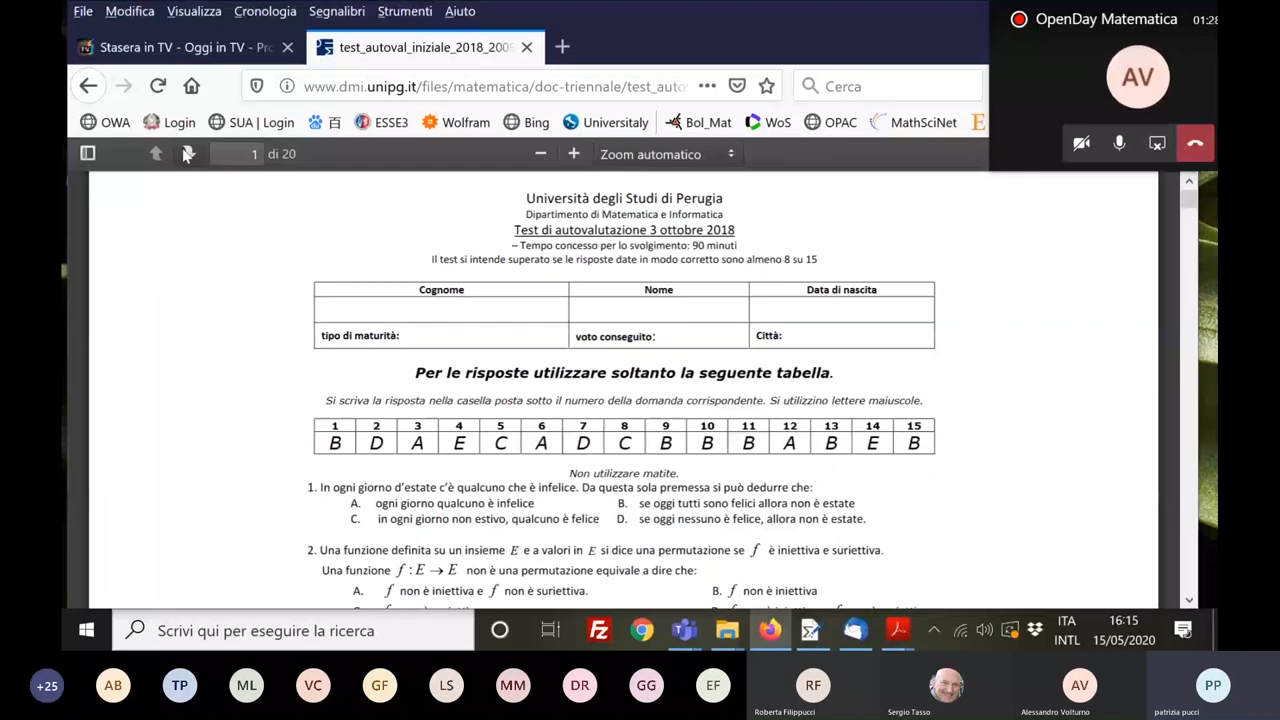 File Modifica Visualizza Cronologia Segnalibri Strumenti Aiuto
OpenDay Matematica 01:28
Stasera in TV - Oggi in TV - Pro
test_autoval_iniziale_2018_2009
AV
www.dmi.unipg.it/files/matematica/doc-triennale/test_auto
Cerca
OWA Login SUA | Login 百 ESSE3 Wolfram Bing Universitaly Bol_Mat WoS OPAC MathSciNet E
1 di 20
Zoom automatico
Università degli Studi di Perugia
Dipartimento di Matematica e Informatica
Test di autovalutazione 3 ottobre 2018
– Tempo concesso per lo svolgimento: 90 minuti
Il test si intende superato se le risposte date in modo corretto sono almeno 8 su 15
Cognome Nome Data di nascita
tipo di maturità: voto conseguito: Città:
Per le risposte utilizzare soltanto la seguente tabella.
Si scriva la risposta nella casella posta sotto il numero della domanda corrispondente. Si utilizzino lettere maiuscole.
1 2 3 4 5 6 7 8 9 10 11 12 13 14 15
B D A E C A D C B B B A B E B
Non utilizzare matite.
1. In ogni giorno d'estate c'è qualcuno che è infelice. Da questa sola premessa si può dedurre che:
A. ogni giorno qualcuno è infelice B. se oggi tutti sono felici allora non è estate
C. in ogni giorno non estivo, qualcuno è felice D. se oggi nessuno è felice, allora non è estate.
2. Una funzione definita su un insieme E e a valori in E si dice una permutazione se f è iniettiva e suriettiva.
Una funzione f : E → E non è una permutazione equivale a dire che:
A. f non è iniettiva e f non è suriettiva. B. f non è iniettiva
Scrivi qui per eseguire la ricerca
ITA 16:15
INTL 15/05/2020
+25 AB TP ML VC GF LS MM DR GG EF RF AV PP
Roberta Filippucci Sergio Tasso Alessandro Volturno patrizia pucci